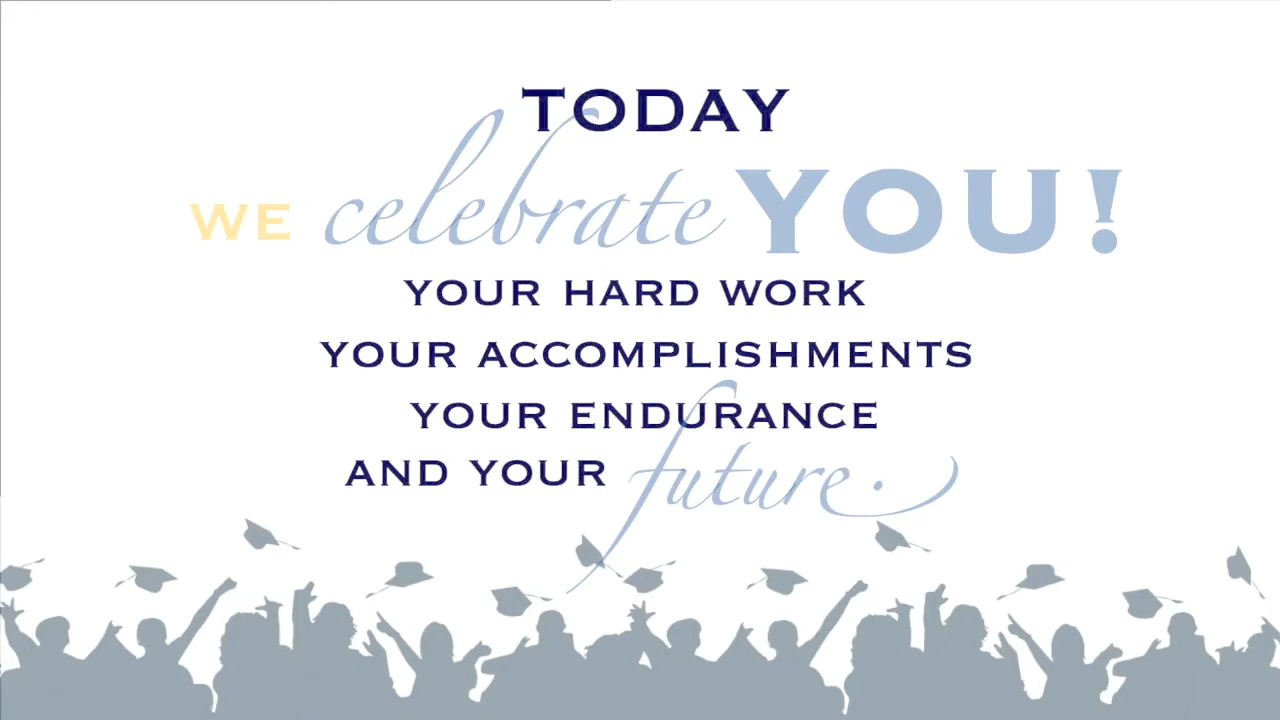 TODAY
WE celebrate YOU!
YOUR HARD WORK
YOUR ACCOMPLISHMENTS
YOUR ENDURANCE
AND YOUR future.